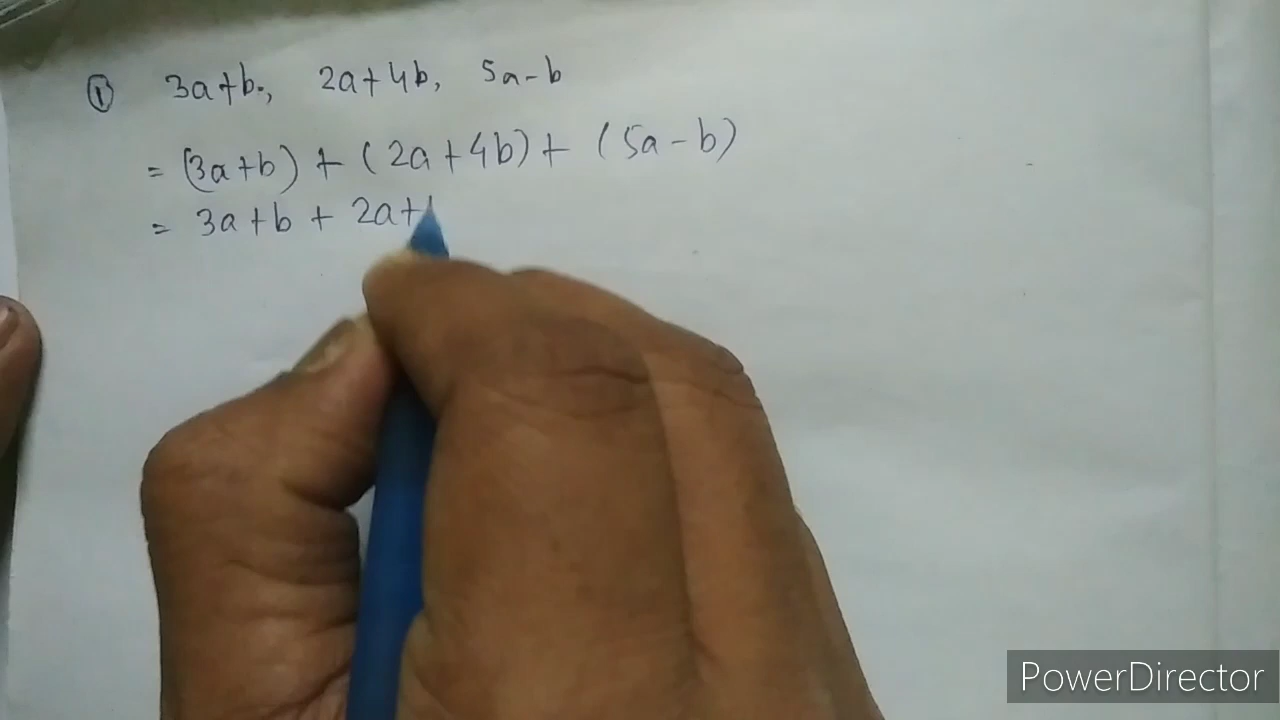 ① 3a+b., 2a+4b, 5a-b
= (3a+b) + (2a+4b) + (5a-b)
= 3a+b + 2a+
PowerDirector